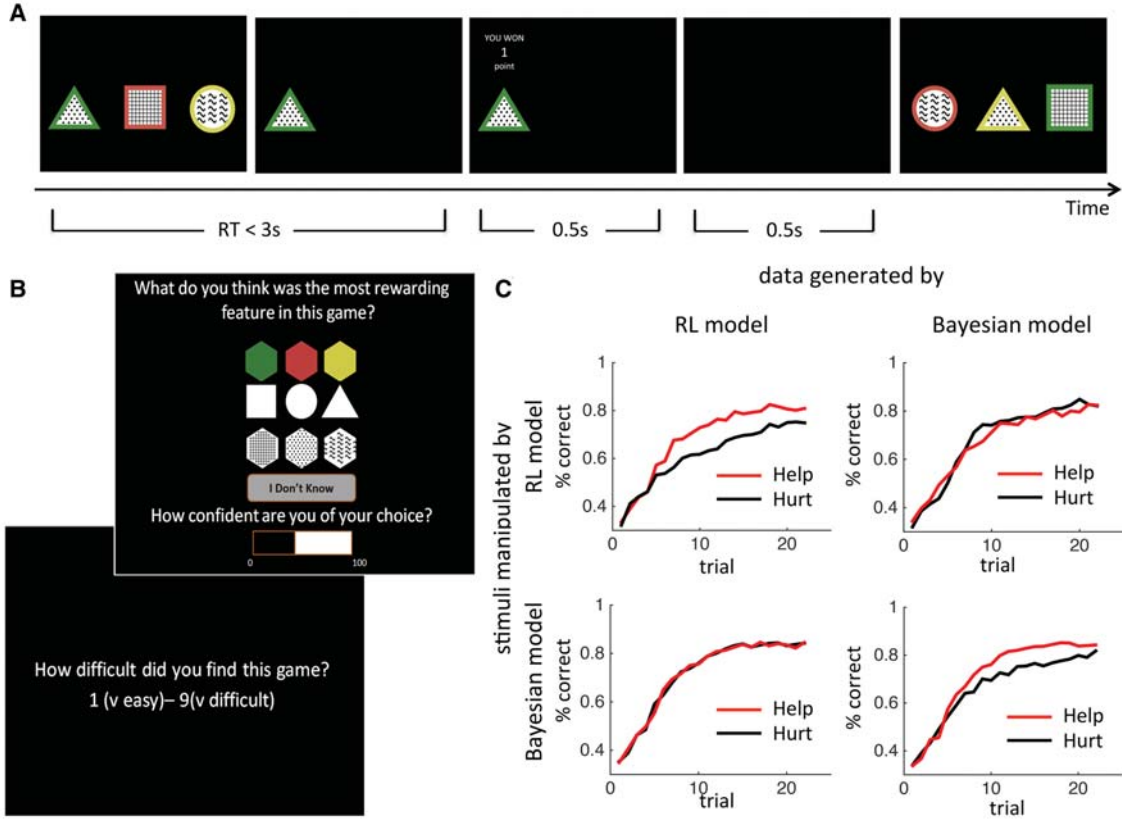 A
YOU WON
1
point
Time
RT < 3s
0.5s
0.5s
B
What do you think was the most rewarding
feature in this game?
I Don't Know
How confident are you of your choice?
0
100
How difficult did you find this game?
1 (v easy)– 9(v difficult)
C
data generated by
RL model
Bayesian model
stimuli manipulated by
RL model
Bayesian model
% correct
1
0.8
0.6
0.4
Help
Hurt
0
10
20
trial
% correct
1
0.8
0.6
0.4
Help
Hurt
0
10
20
trial
% correct
1
0.8
0.6
0.4
Help
Hurt
0
10
20
trial
% correct
1
0.8
0.6
0.4
Help
Hurt
0
10
20
trial